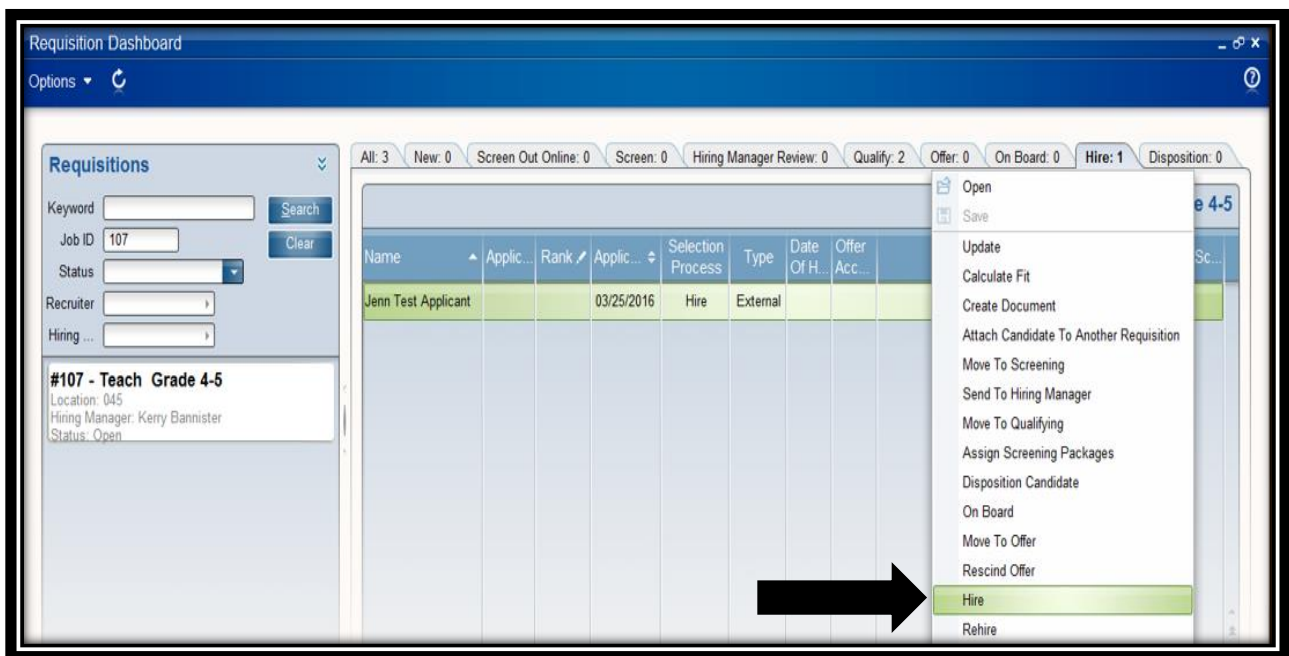 Requisition Dashboard
Options
Requisitions
Keyword
Search
Job ID 107
Clear
Status
Recruiter
Hiring ...
#107 - Teach Grade 4-5
Location: 045
Hiring Manager: Kerry Bannister
Status: Open
All: 3 New: 0 Screen Out Online: 0 Screen: 0 Hiring Manager Review: 0 Qualify: 2 Offer: 0 On Board: 0 Hire: 1 Disposition: 0
e 4-5
Name Applic... Rank Applic... Selection Process Type Date Of H... Offer Acc... Sc...
Jenn Test Applicant 03/25/2016 Hire External
Open
Save
Update
Calculate Fit
Create Document
Attach Candidate To Another Requisition
Move To Screening
Send To Hiring Manager
Move To Qualifying
Assign Screening Packages
Disposition Candidate
On Board
Move To Offer
Rescind Offer
Hire
Rehire